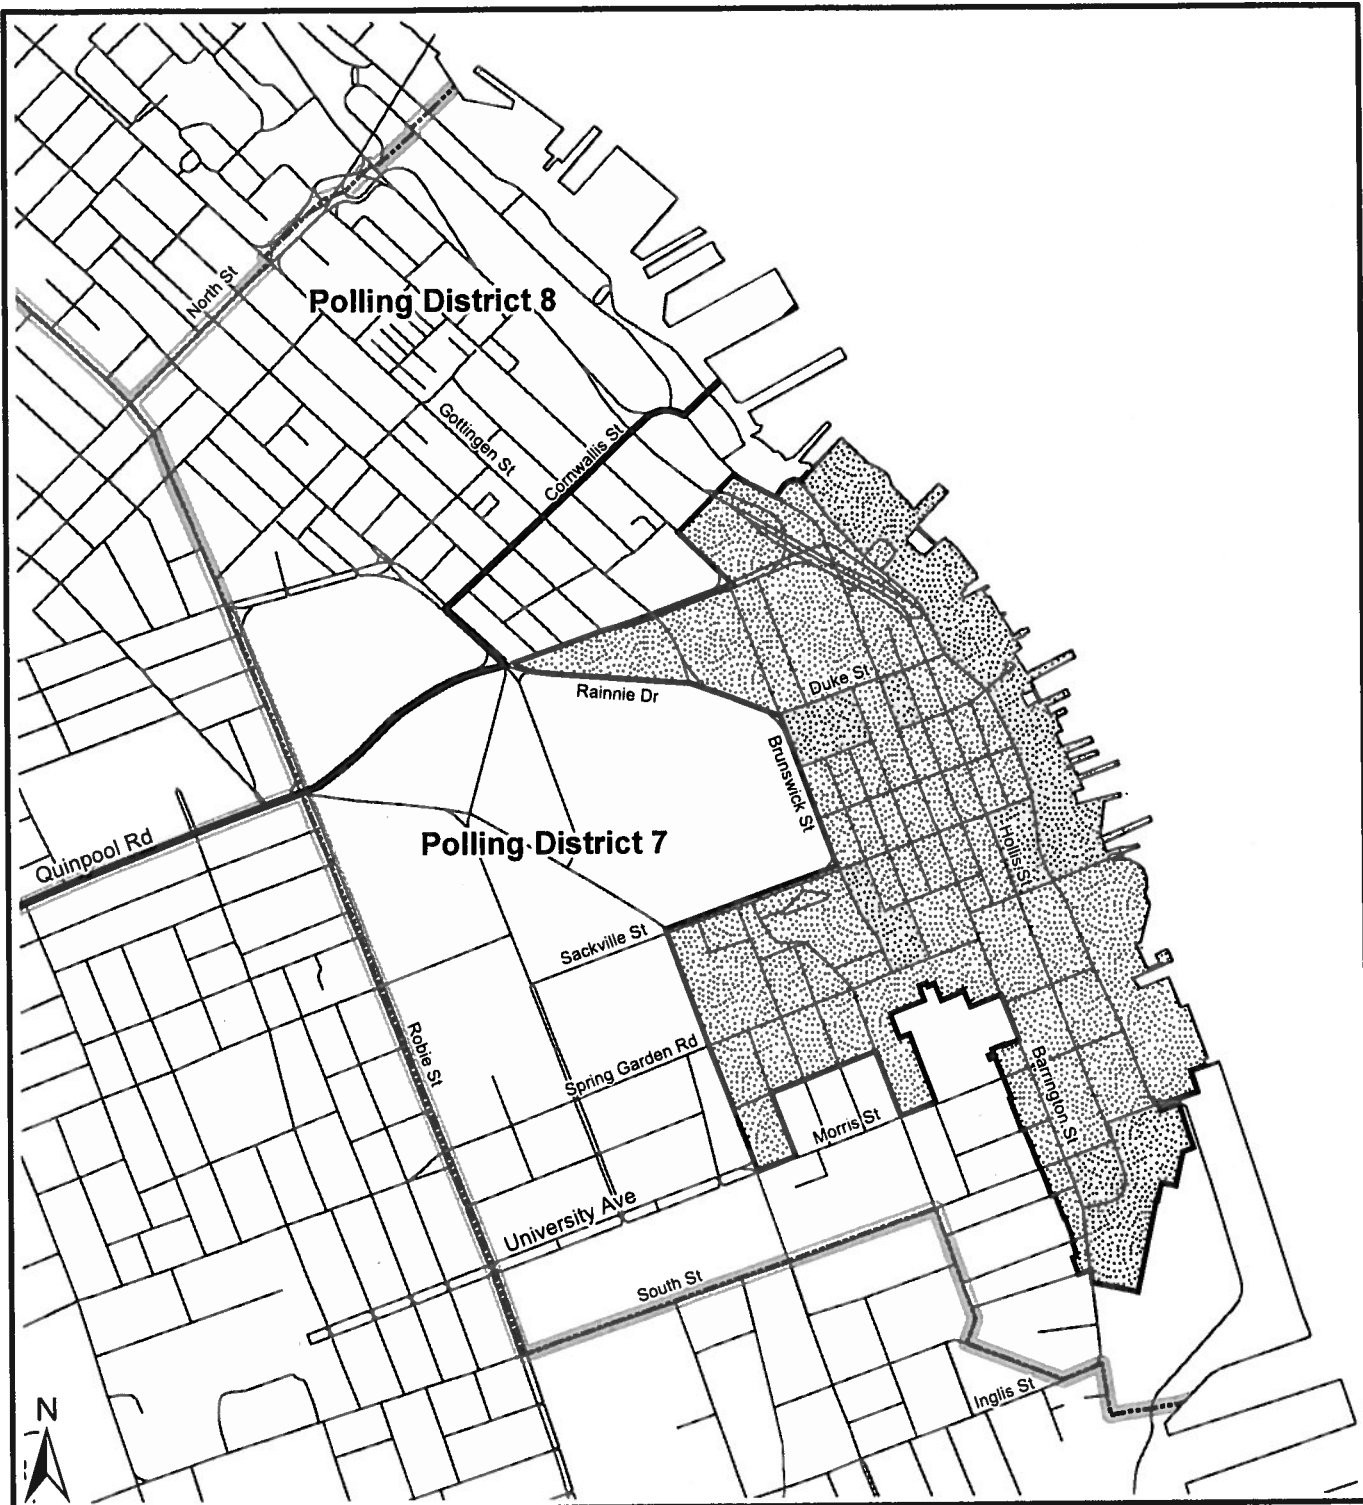 North St
Polling District 8
Gottingen St
Cornwallis St
Rainnie Dr
Duke St
Brunswick St
Quinpool Rd
Polling District 7
Hollis St
Sackville St
Robie St
Spring Garden Rd
Barrington St
Morris St
University Ave
South St
Inglis St
N